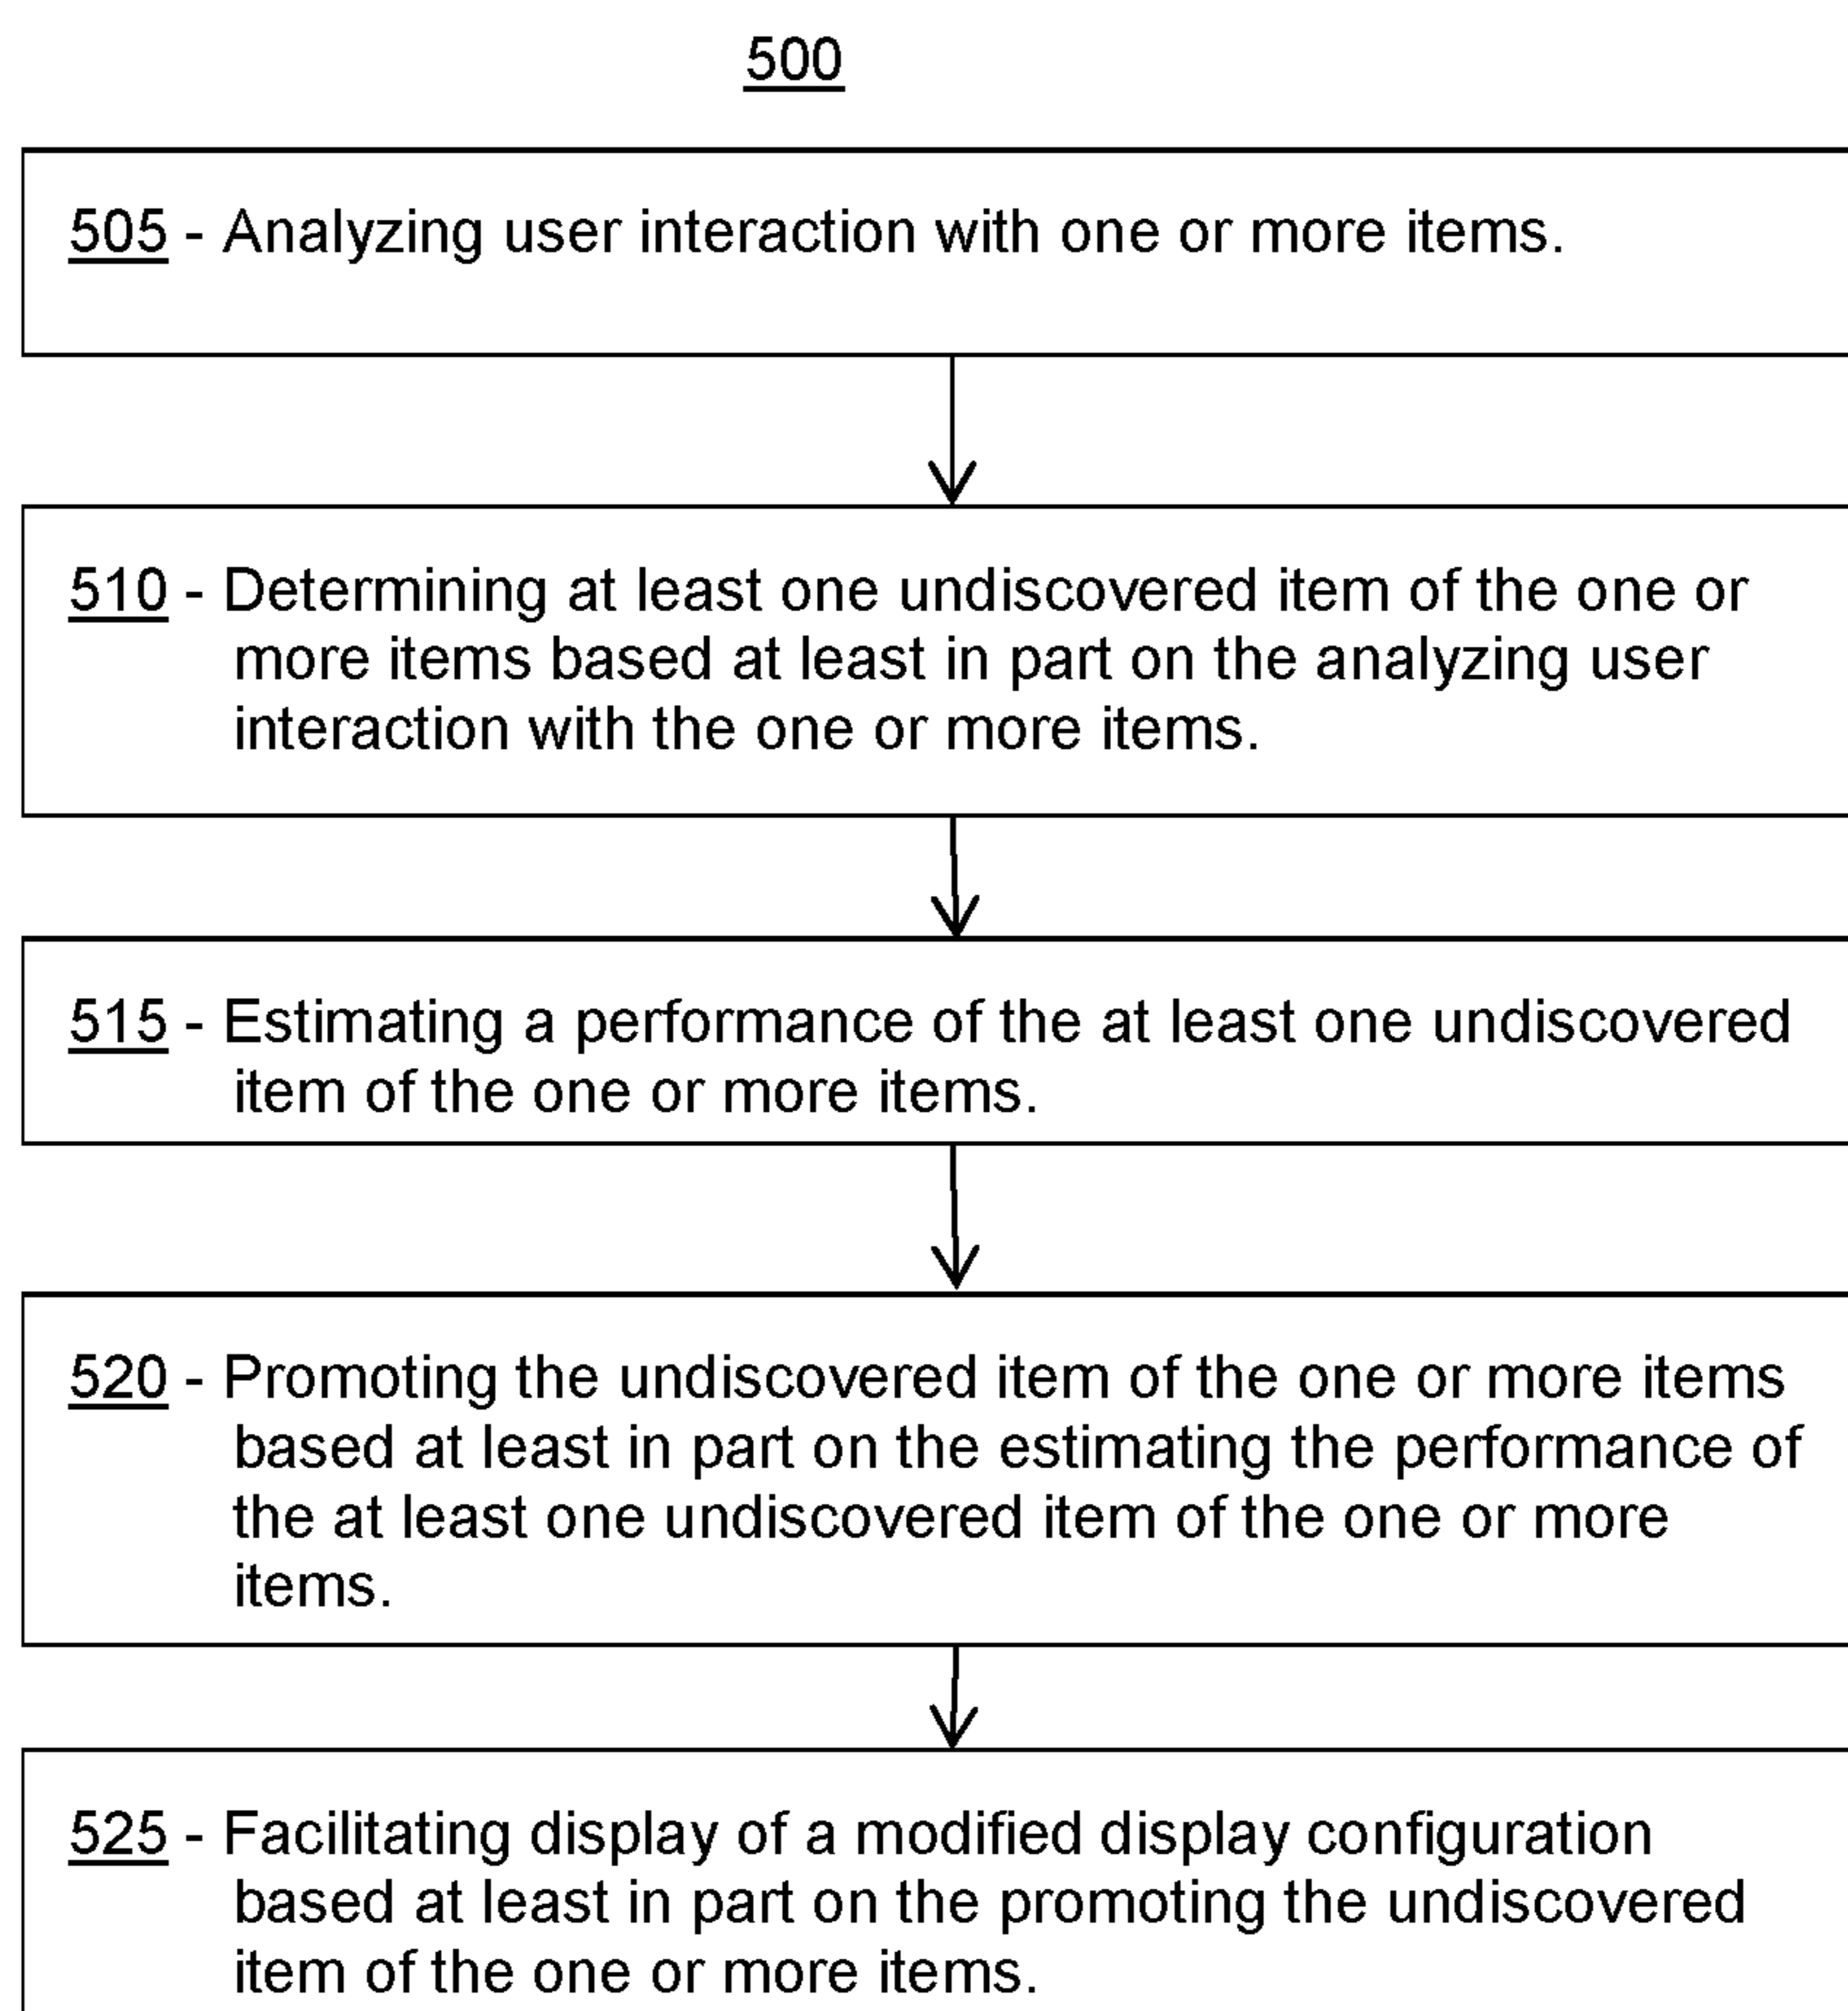 500
505 - Analyzing user interaction with one or more items.
510 - Determining at least one undiscovered item of the one or
more items based at least in part on the analyzing user
interaction with the one or more items.
515 - Estimating a performance of the at least one undiscovered
item of the one or more items.
520 - Promoting the undiscovered item of the one or more items
based at least in part on the estimating the performance of
the at least one undiscovered item of the one or more
items.
525 - Facilitating display of a modified display configuration
based at least in part on the promoting the undiscovered
item of the one or more items.